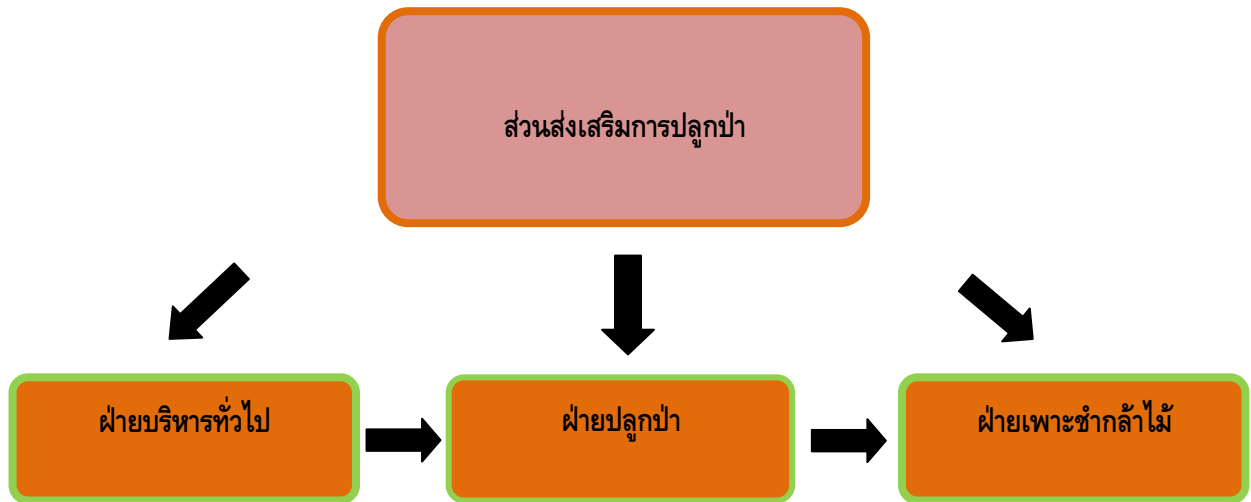 ส่วนส่งเสริมการปลูกป่า
ฝ่ายบริหารทั่วไป
ฝ่ายปลูกป่า
ฝ่ายเพาะชำกล้าไม้